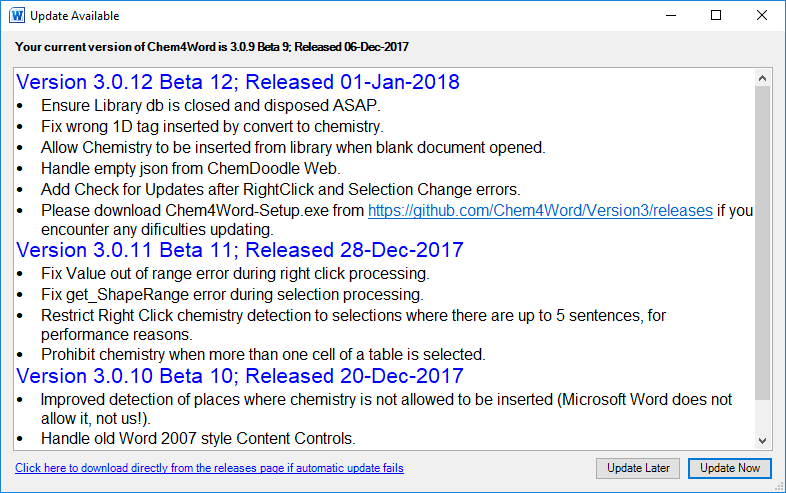 Update Available
Your current version of Chem4Word is 3.0.9 Beta 9; Released 06-Dec-2017
Version 3.0.12 Beta 12; Released 01-Jan-2018
• Ensure Library db is closed and disposed ASAP.
• Fix wrong 1D tag inserted by convert to chemistry.
• Allow Chemistry to be inserted from library when blank document opened.
• Handle empty json from ChemDoodle Web.
• Add Check for Updates after RightClick and Selection Change errors.
• Please download Chem4Word-Setup.exe from https://github.com/Chem4Word/Version3/releases if you
encounter any dificulties updating.
Version 3.0.11 Beta 11; Released 28-Dec-2017
• Fix Value out of range error during right click processing.
• Fix get_ShapeRange error during selection processing.
• Restrict Right Click chemistry detection to selections where there are up to 5 sentences, for
performance reasons.
• Prohibit chemistry when more than one cell of a table is selected.
Version 3.0.10 Beta 10; Released 20-Dec-2017
• Improved detection of places where chemistry is not allowed to be inserted (Microsoft Word does not
allow it, not us!).
• Handle old Word 2007 style Content Controls.
Click here to download directly from the releases page if automatic update fails
Update Later
Update Now